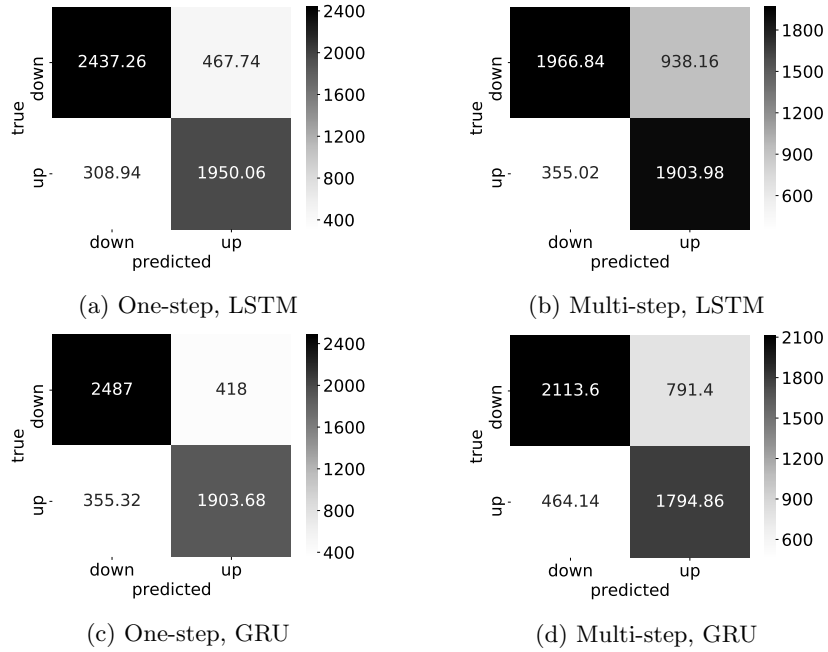 2437.26 467.74
308.94 1950.06
down
up
true
down up
predicted
2400
2000
1600
1200
800
400
(a) One-step, LSTM
1966.84 938.16
355.02 1903.98
down
up
true
down up
predicted
1800
1500
1200
900
600
(b) Multi-step, LSTM
2487 418
355.32 1903.68
down
up
true
down up
predicted
2400
2000
1600
1200
800
400
(c) One-step, GRU
2113.6 791.4
464.14 1794.86
down
up
true
down up
predicted
2100
1800
1500
1200
900
600
(d) Multi-step, GRU